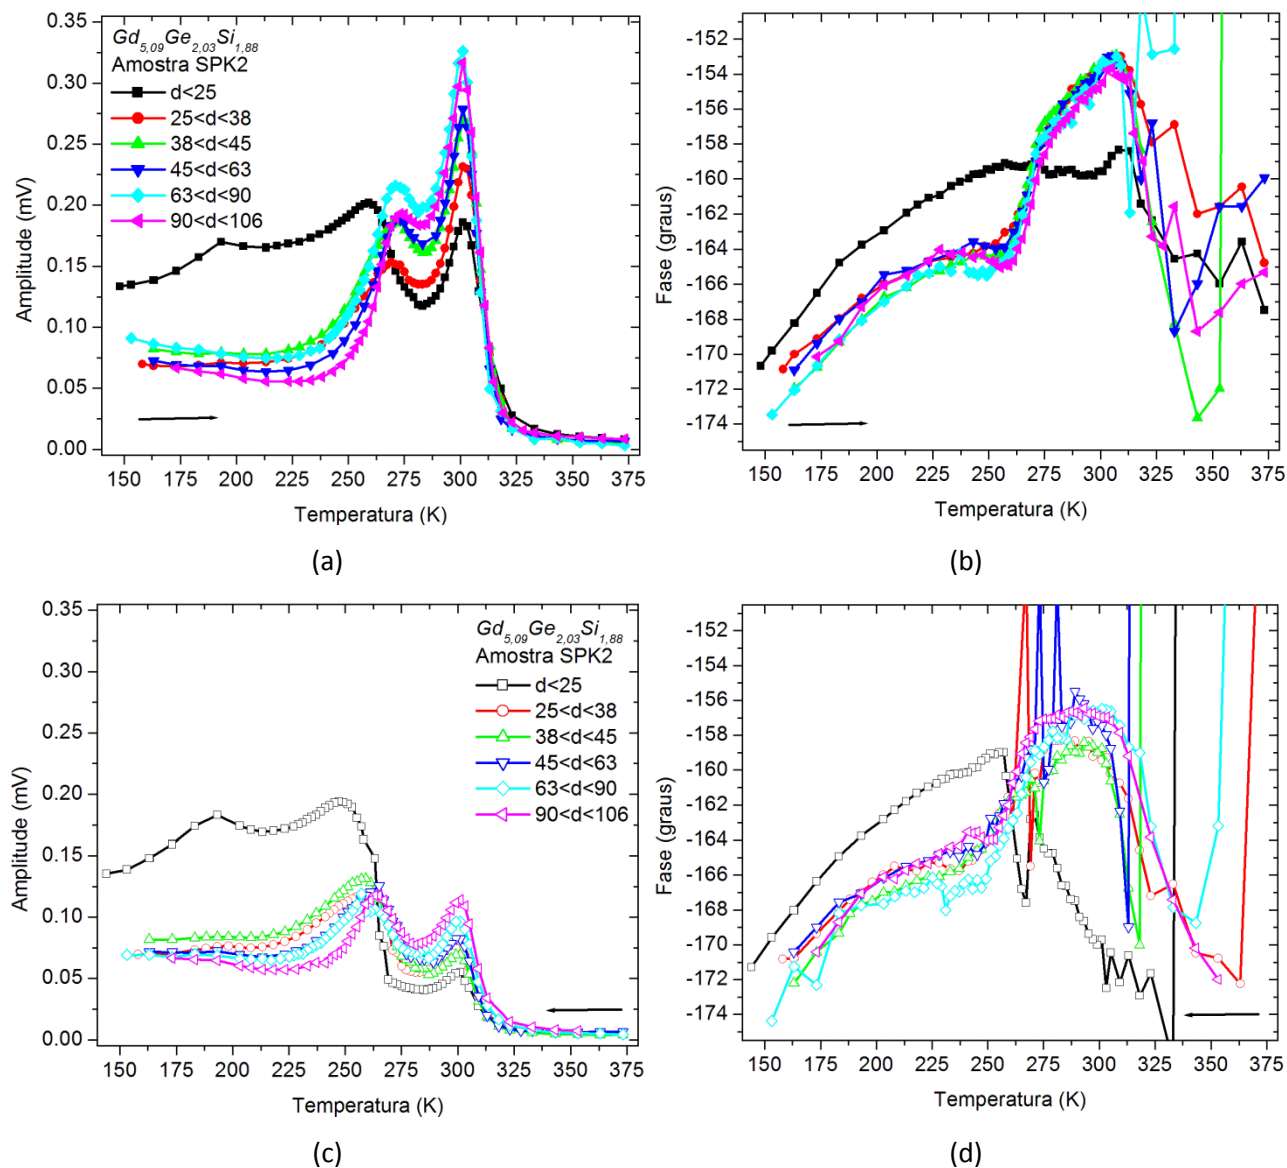 0.35
0.30
0.25
0.20
0.15
0.10
0.05
0.00
Amplitude (mV)
Gd5,09Ge2,03Si1,88
Amostra SPK2
d<25
25<d<38
38<d<45
45<d<63
63<d<90
90<d<106
150 175 200 225 250 275 300 325 350 375
Temperatura (K)
(a)
-152
-154
-156
-158
-160
-162
-164
-166
-168
-170
-172
-174
Fase (graus)
150 175 200 225 250 275 300 325 350 375
Temperatura (K)
(b)
0.35
0.30
0.25
0.20
0.15
0.10
0.05
0.00
Amplitude (mV)
Gd5,09Ge2,03Si1,88
Amostra SPK2
d<25
25<d<38
38<d<45
45<d<63
63<d<90
90<d<106
150 175 200 225 250 275 300 325 350 375
Temperatura (K)
(c)
-152
-154
-156
-158
-160
-162
-164
-166
-168
-170
-172
-174
Fase (graus)
150 175 200 225 250 275 300 325 350 375
Temperatura (K)
(d)